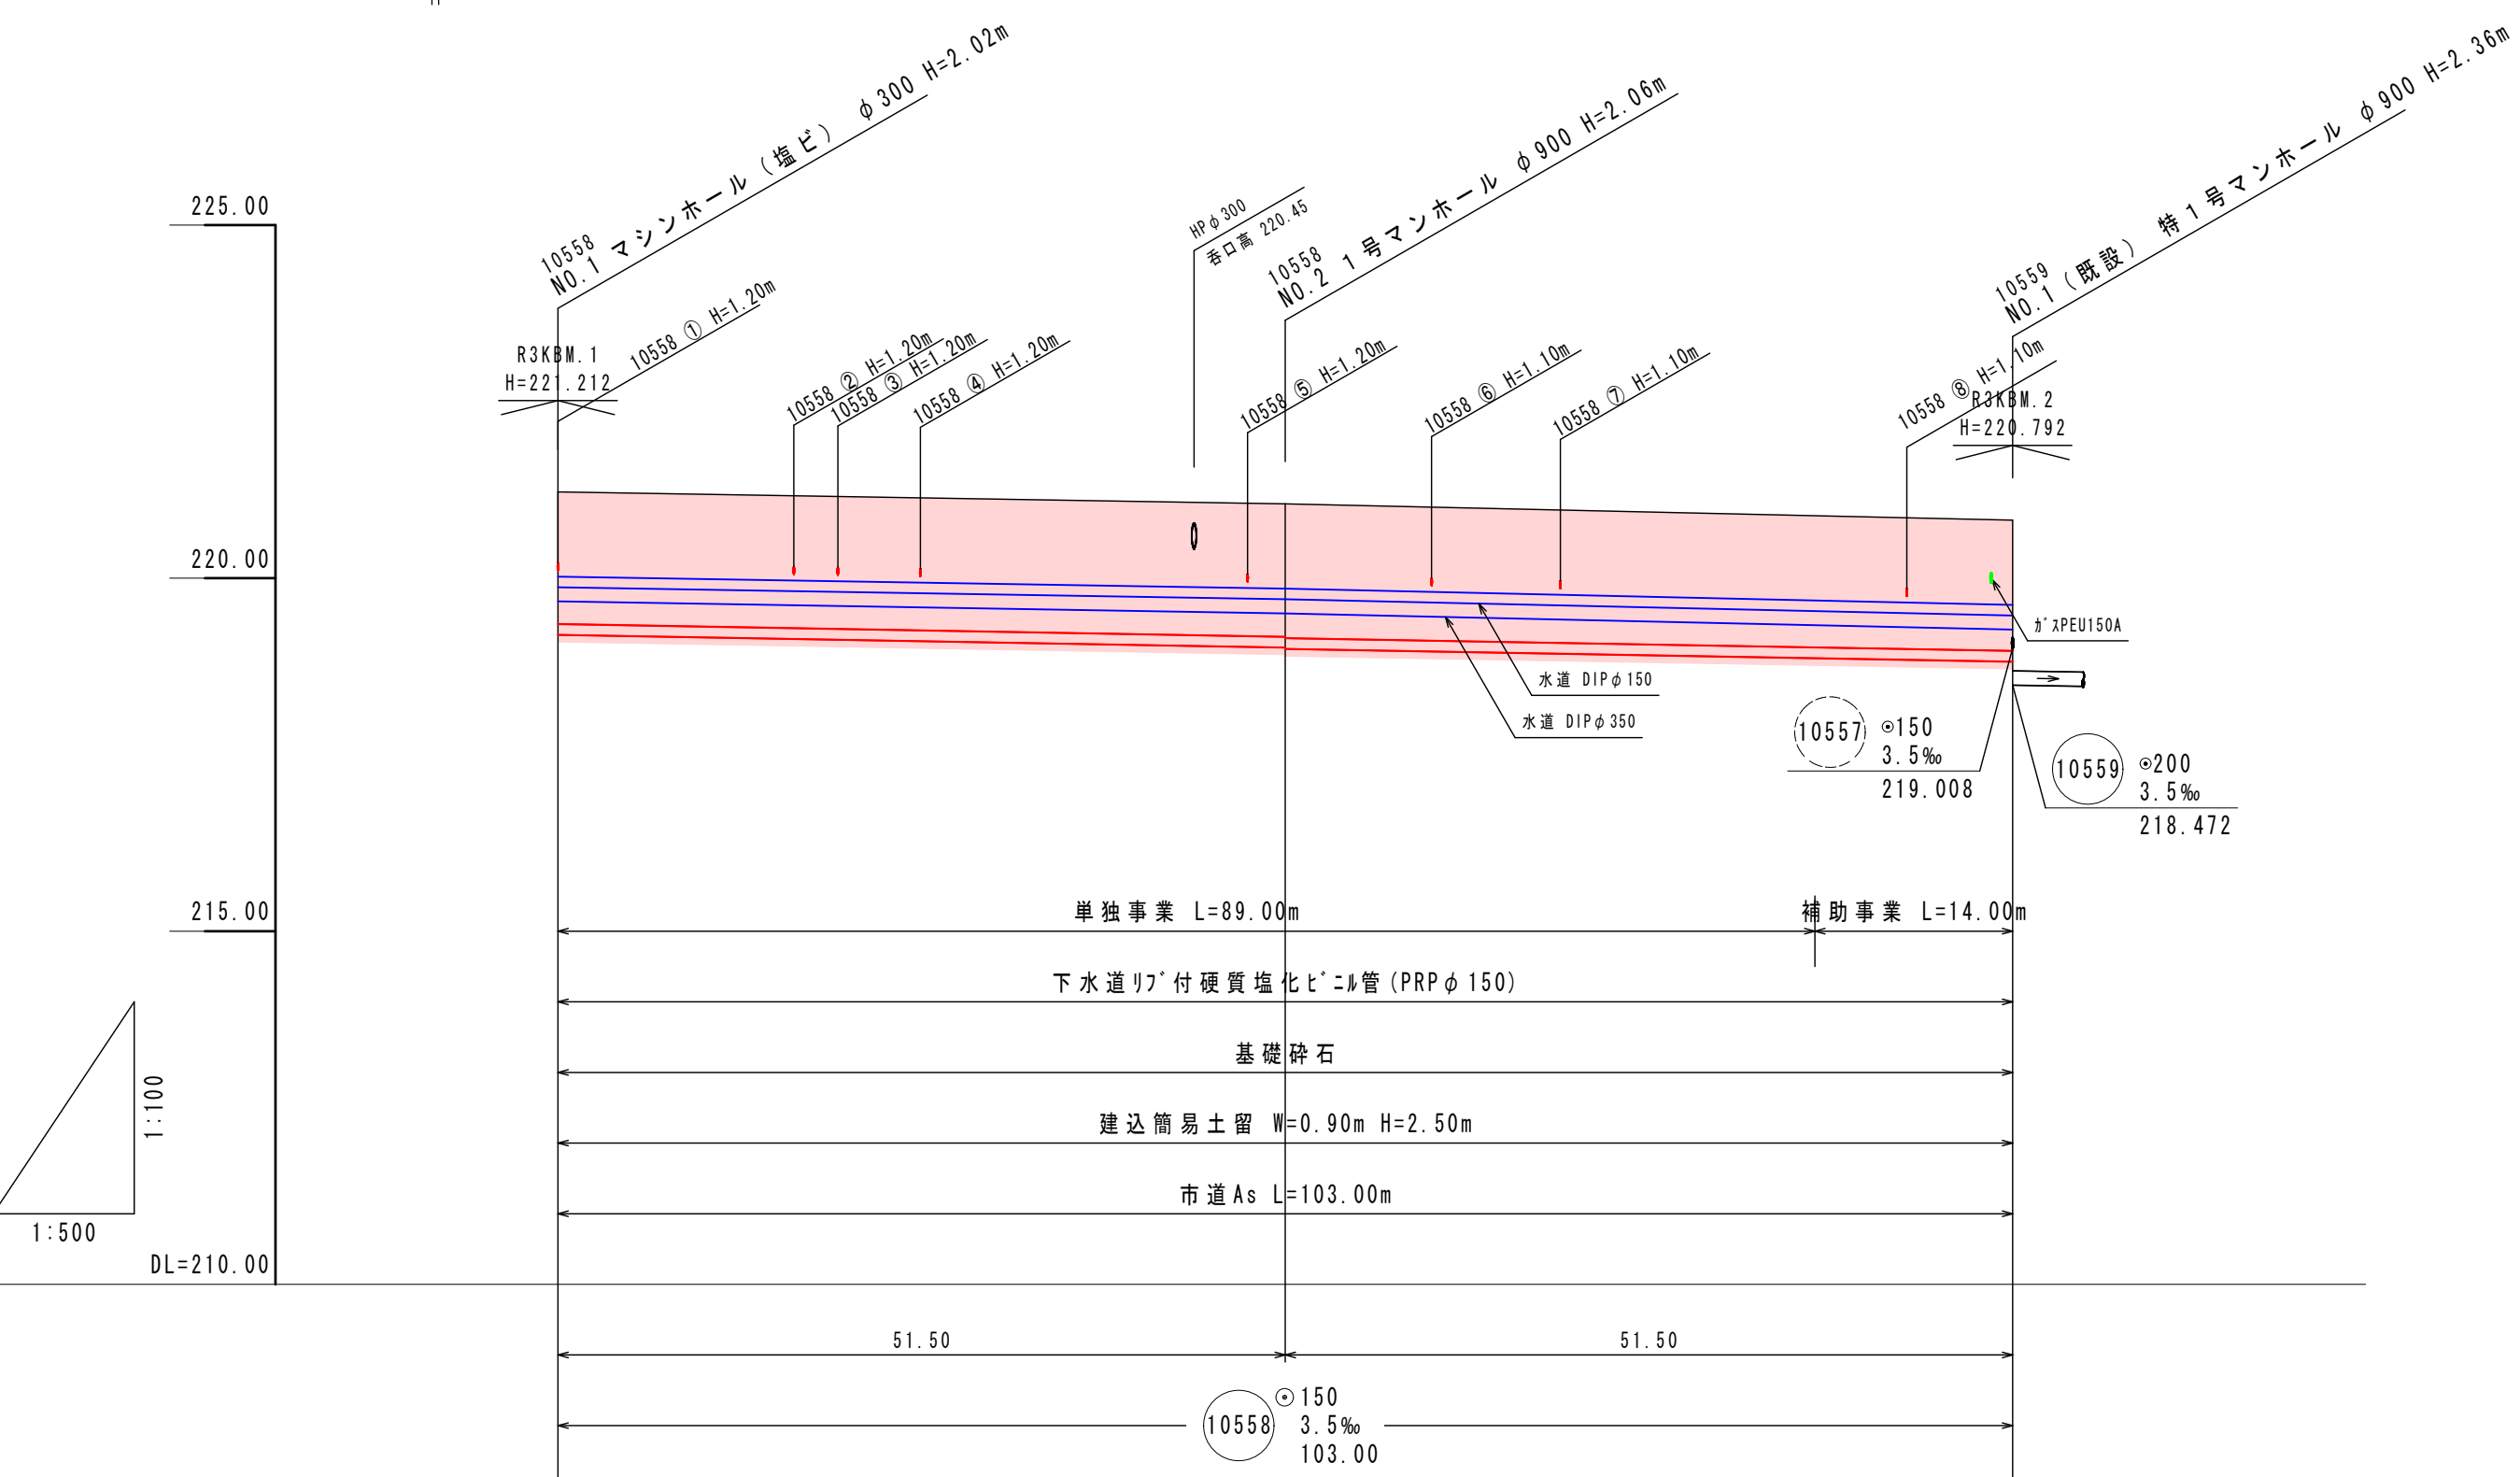 10558
NO.1 マシンホール (塩ビ) φ300 H=2.02m
10558 ① H=1.20m
R3KBM.1
H=221.212
10558 ② H=1.20m
10558 ③ H=1.20m
10558 ④ H=1.20m
HPφ300
呑口高 220.45
10558
NO.2 1号マンホール φ900 H=2.06m
10558 ⑤ H=1.20m
10558 ⑥ H=1.10m
10558 ⑦ H=1.10m
10559
NO.1 (既設) 特1号マンホール φ900 H=2.36m
10558 ⑧ H=1.10m
R3KBM.2
H=220.792
225.00
220.00
215.00
DL=210.00
1:100
1:500
ガスPEU150A
水道 DIPφ150
水道 DIPφ350
10557
⊙150
3.5‰
219.008
10559
⊙200
3.5‰
218.472
単独事業 L=89.00m
補助事業 L=14.00m
下水道リブ付硬質塩化ビニル管(PRPφ150)
基礎砕石
建込簡易土留 W=0.90m H=2.50m
市道As L=103.00m
51.50
51.50
10558
⊙150
3.5‰
103.00